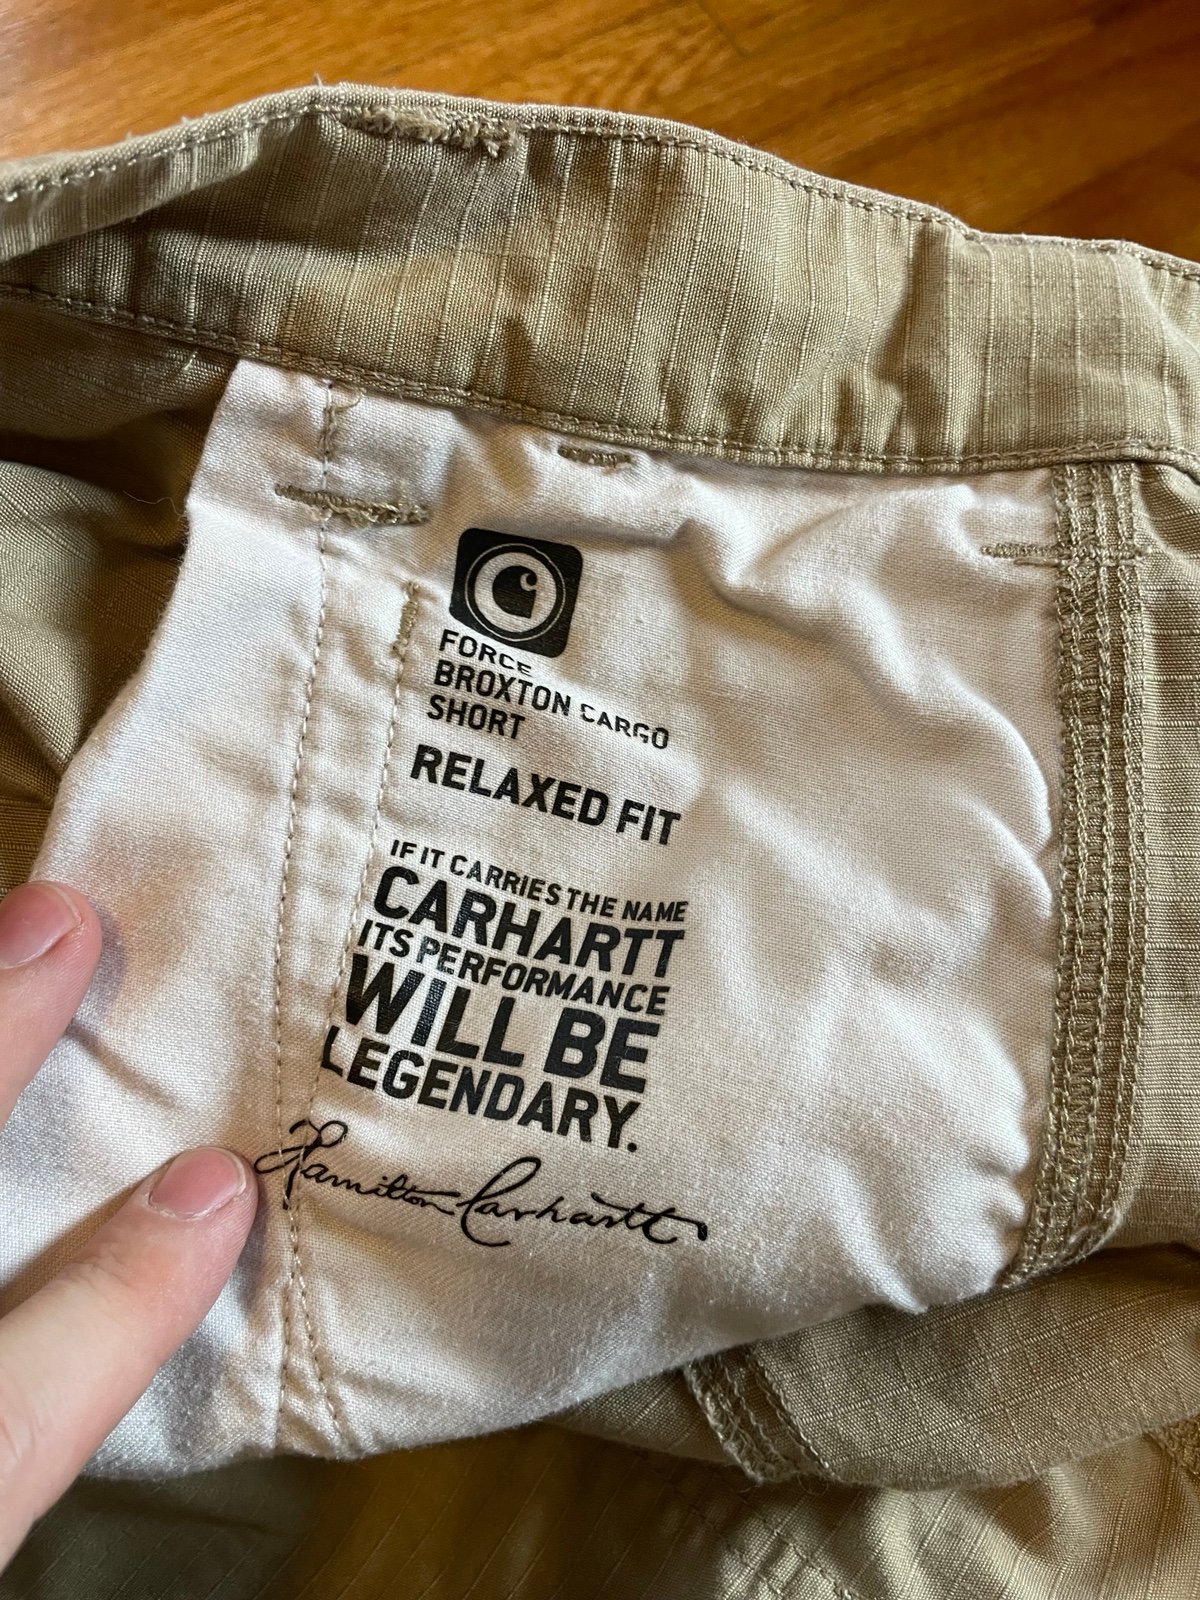 FORCE
BROXTON CARGO
SHORT
RELAXED FIT
IF IT CARRIES THE NAME
CARHARTT
ITS PERFORMANCE
WILL BE
LEGENDARY.
Hamilton Carhartt